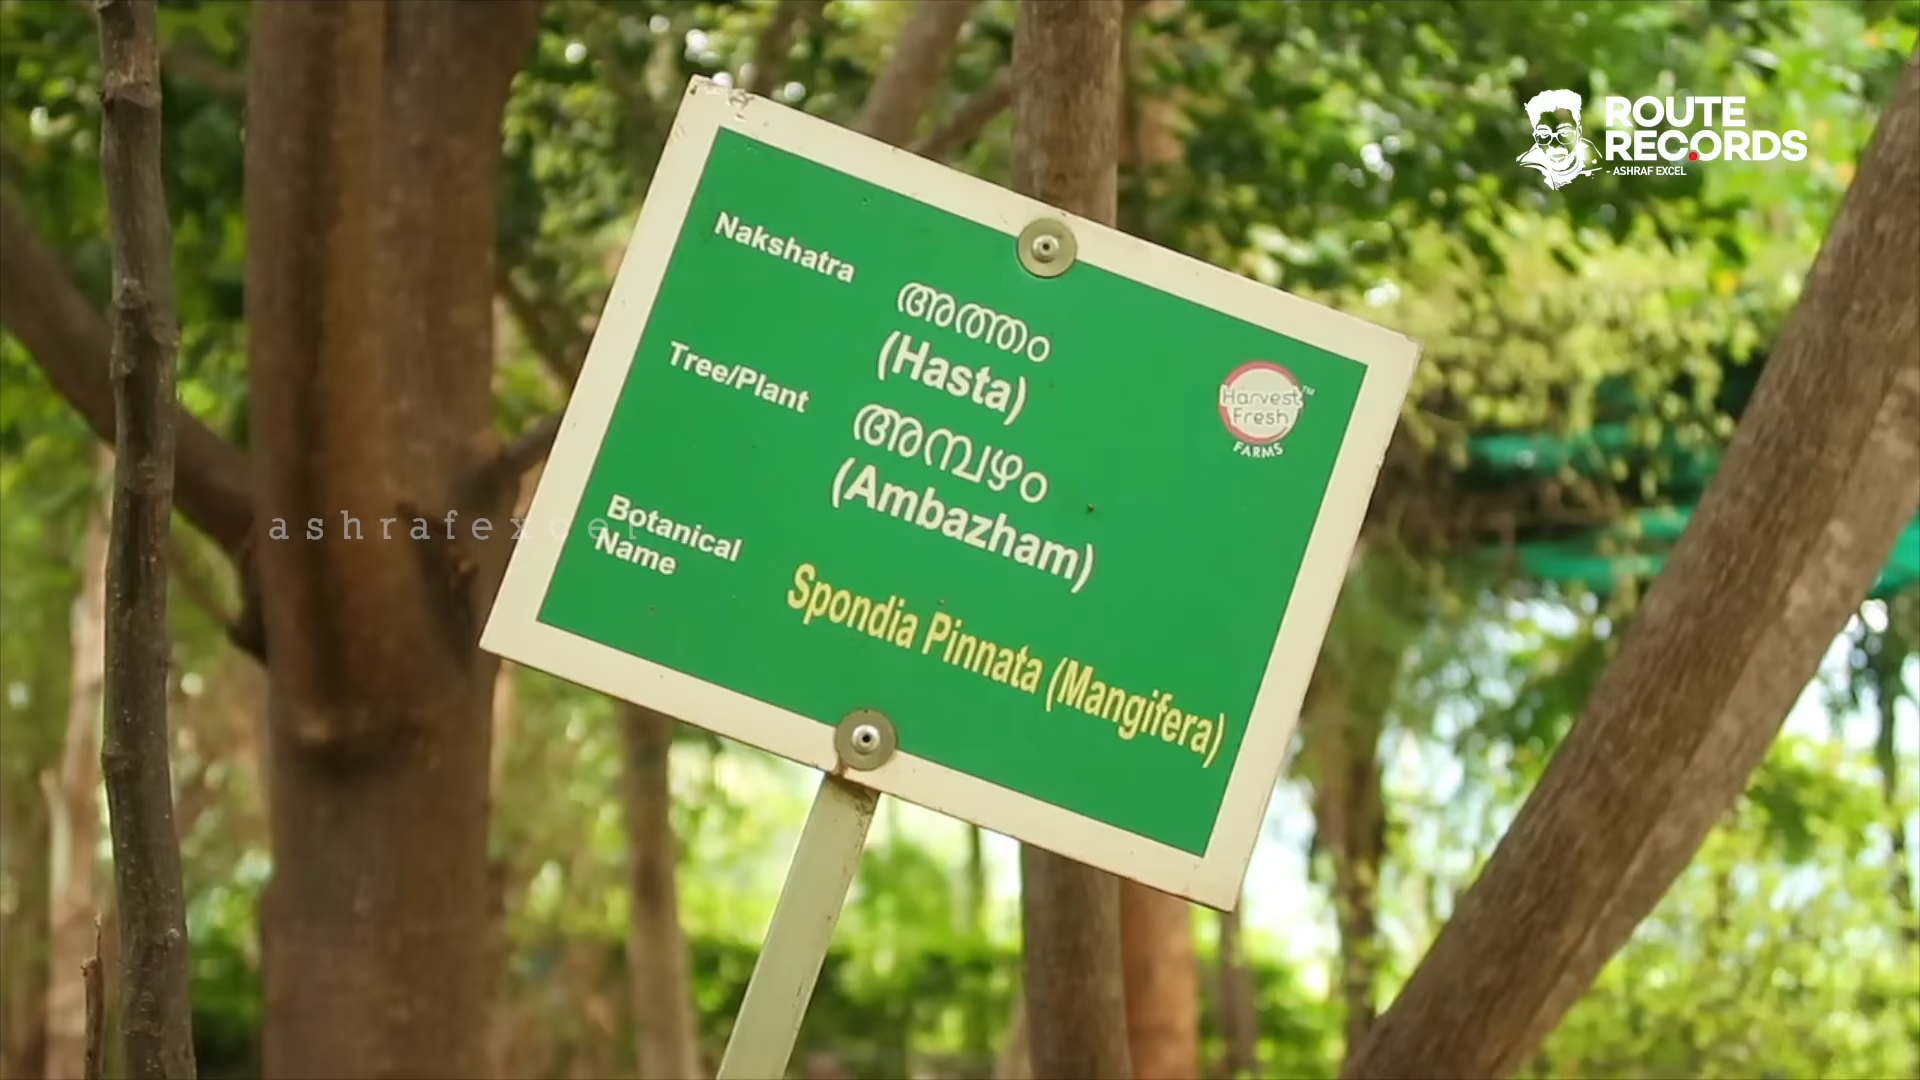 Nakshatra
അത്തം
(Hasta)
Tree/Plant
അമ്പഴം
(Ambazham)
Botanical
Name
Spondia Pinnata (Mangifera)
Harvest™
Fresh
FARMS
ROUTE
RECORDS
- ASHRAF EXCEL
ashrafexcel